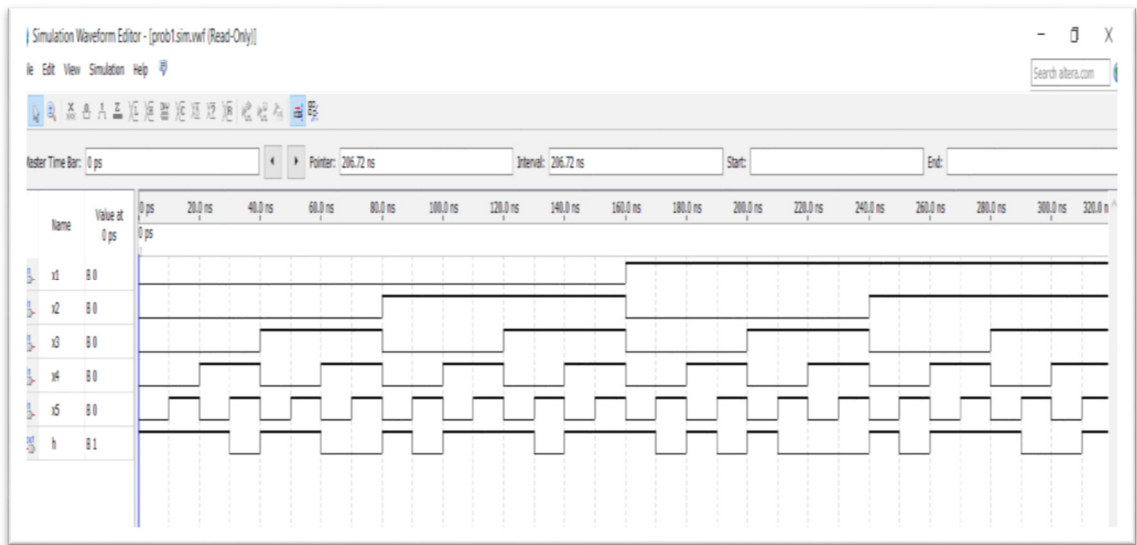 Simulation Waveform Editor - [prob1.sim.vwf (Read-Only)]
le Edit View Simulation Help
Search altera.com
laster Time Bar: 0 ps Pointer: 206.72 ns Interval: 206.72 ns Start: End:
Name Value at 0 ps
0 ps 20.0 ns 40.0 ns 60.0 ns 80.0 ns 100.0 ns 120.0 ns 140.0 ns 160.0 ns 180.0 ns 200.0 ns 220.0 ns 240.0 ns 260.0 ns 280.0 ns 300.0 ns 320.0 n
0 ps
x1 B 0
x2 B 0
x3 B 0
x4 B 0
x5 B 0
h B 1